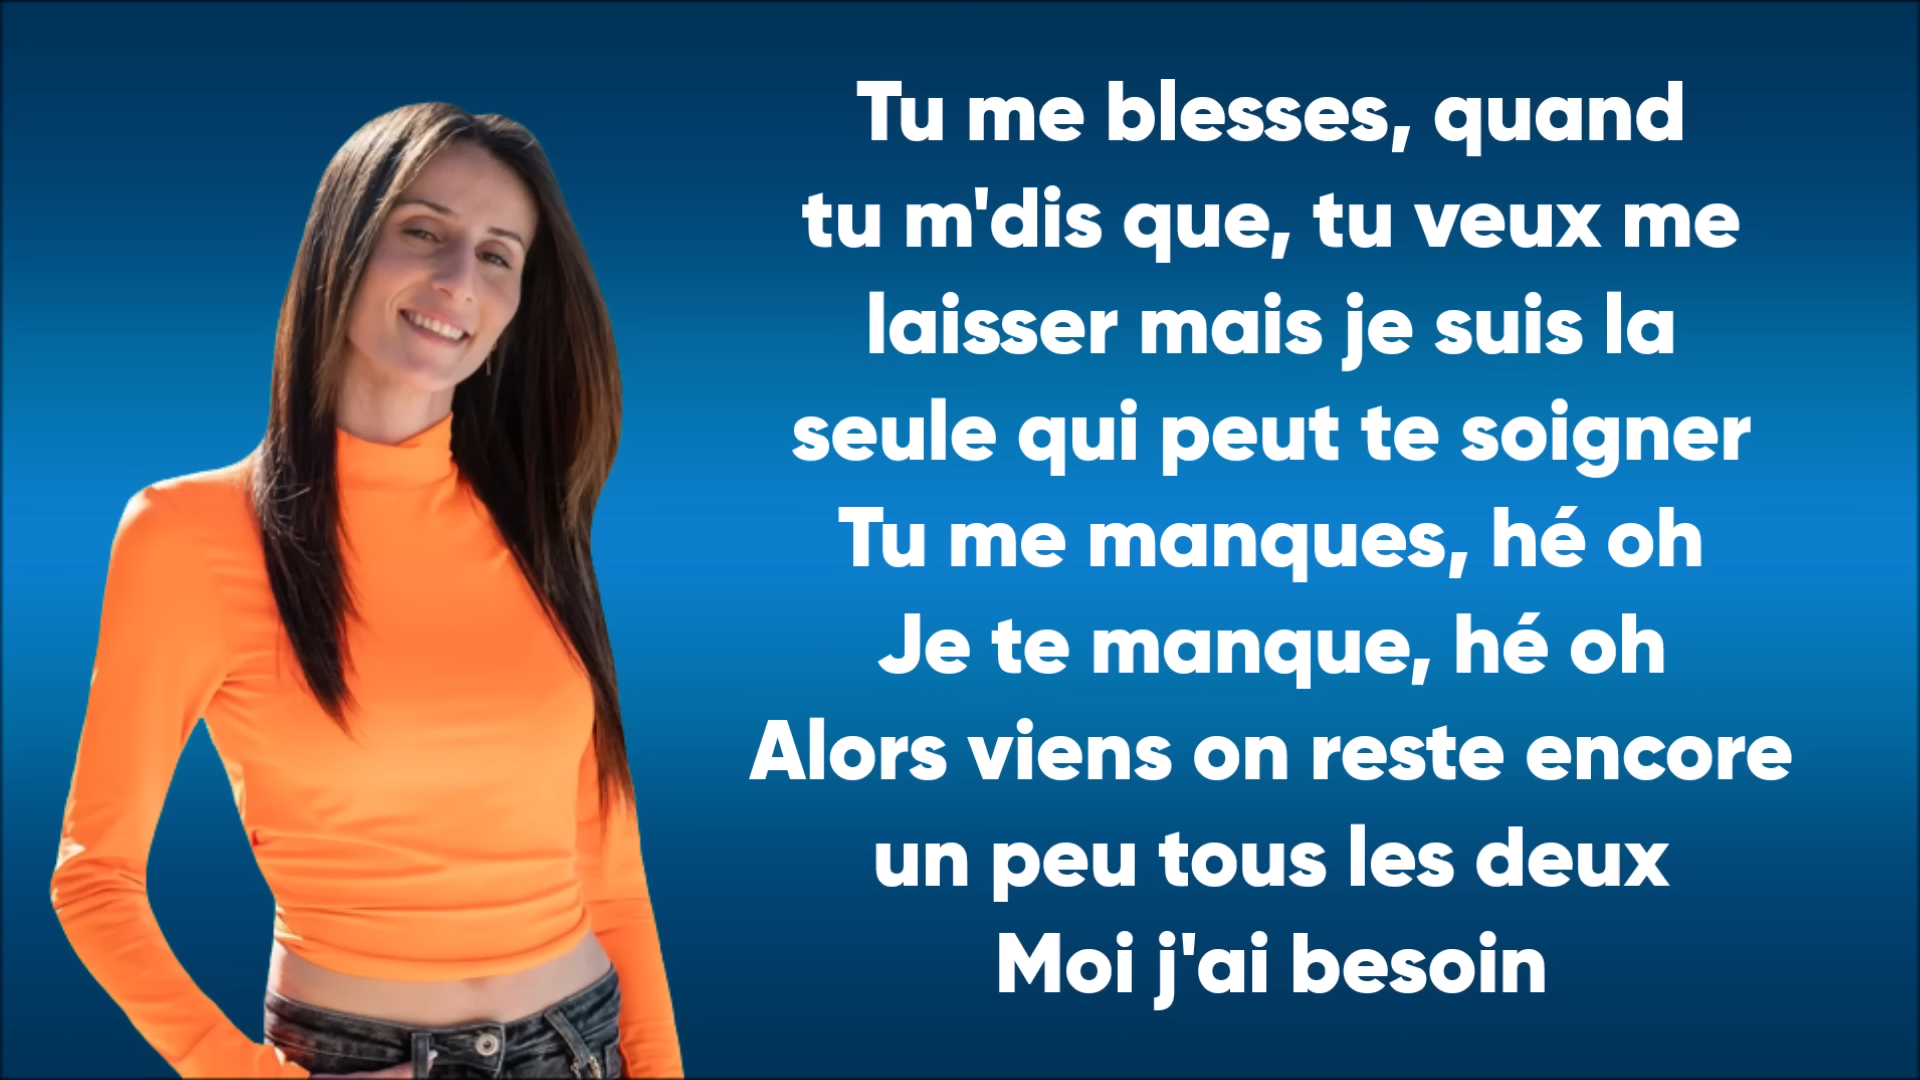 Tu me blesses, quand
tu m'dis que, tu veux me
laisser mais je suis la
seule qui peut te soigner
Tu me manques, hé oh
Je te manque, hé oh
Alors viens on reste encore
un peu tous les deux
Moi j'ai besoin